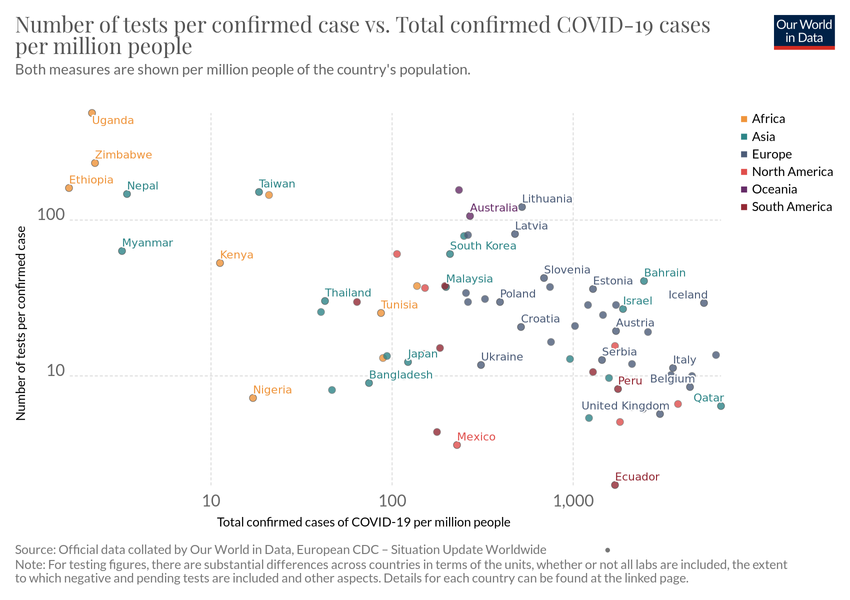 Number of tests per confirmed case vs. Total confirmed COVID-19 cases
per million people
Our World
in Data
Both measures are shown per million people of the country's population.
Uganda
Africa
Asia
Zimbabwe
Europe
North America
Ethiopia
Nepal
Taiwan
Oceania
Lithuania
South America
100
Australia
Latvia
Myanmar
South Korea
Kenya
Slovenia
Bahrain
Malaysia
Estonia
Thailand
Poland
Israel
Iceland
Tunisia
Croatia
Austria
Japan
Ukraine
Serbia
Italy
10
Bangladesh
Peru
Belgium
Nigeria
United Kingdom
Qatar
Mexico
Ecuador
Number of tests per confirmed case
10
100
1,000
Total confirmed cases of COVID-19 per million people
Source: Official data collated by Our World in Data, European CDC – Situation Update Worldwide
Note: For testing figures, there are substantial differences across countries in terms of the units, whether or not all labs are included, the extent
to which negative and pending tests are included and other aspects. Details for each country can be found at the linked page.